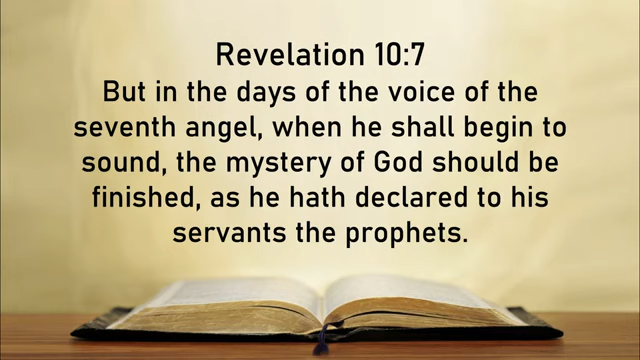 Revelation 10:7
But in the days of the voice of the
seventh angel, when he shall begin to
sound, the mystery of God should be
finished, as he hath declared to his
servants the prophets.